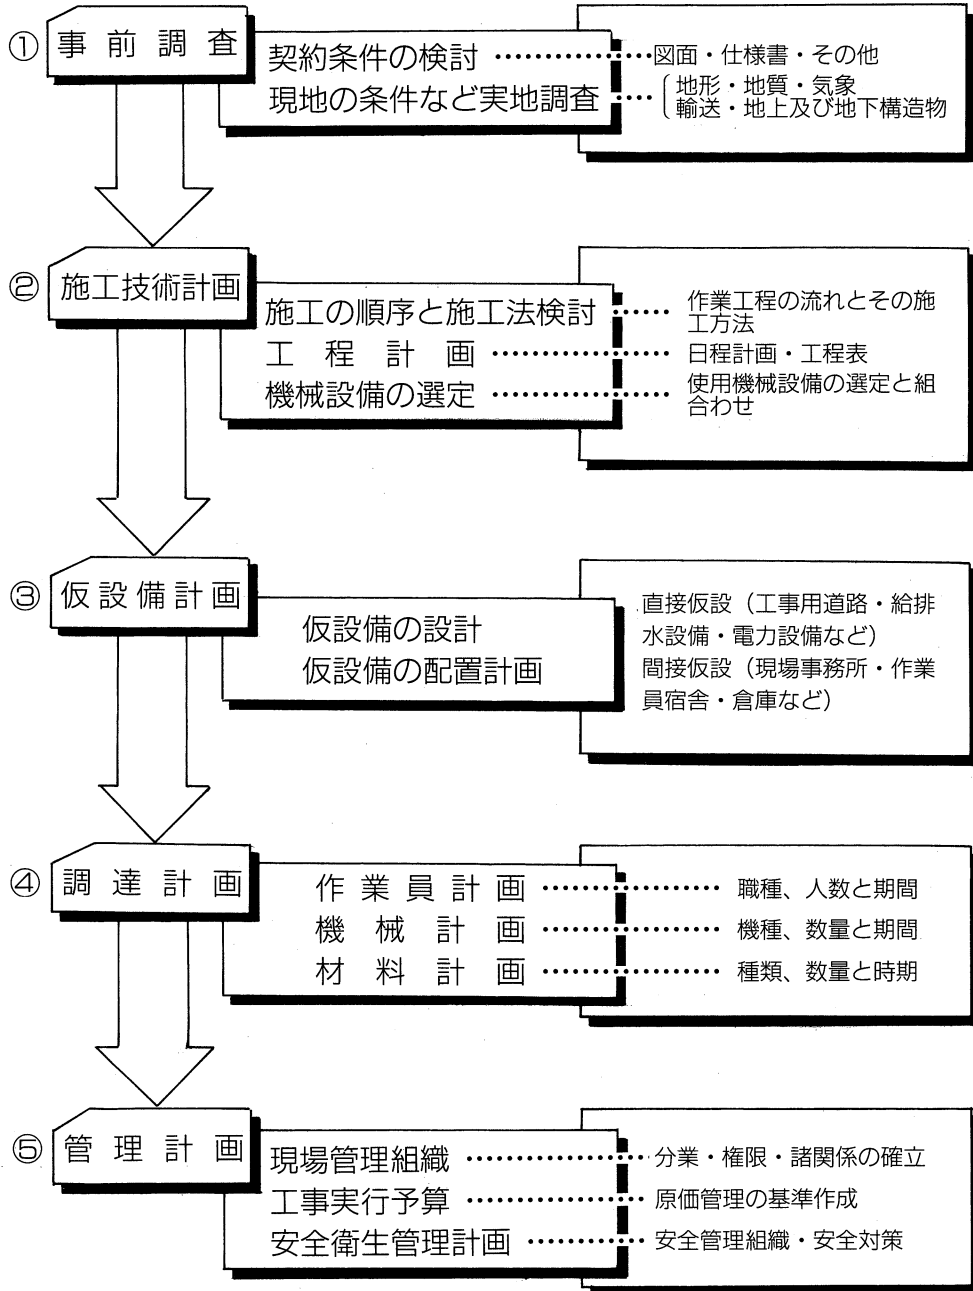 ① 事前調査
契約条件の検討 ………… 図面・仕様書・その他
現地の条件など実地調査 … 地形・地質・気象
輸送・地上及び地下構造物
② 施工技術計画
施工の順序と施工法検討 …… 作業工程の流れとその施
工方法
工程計画 ………… 日程計画・工程表
機械設備の選定 ………… 使用機械設備の選定と組
合わせ
③ 仮設備計画
仮設備の設計
仮設備の配置計画
直接仮設（工事用道路・給排
水設備・電力設備など）
間接仮設（現場事務所・作業
員宿舎・倉庫など）
④ 調達計画
作業員計画 ………… 職種、人数と期間
機械計画 ………… 機種、数量と期間
材料計画 ………… 種類、数量と時期
⑤ 管理計画
現場管理組織 ………… 分業・権限・諸関係の確立
工事実行予算 ………… 原価管理の基準作成
安全衛生管理計画 ……… 安全管理組織・安全対策